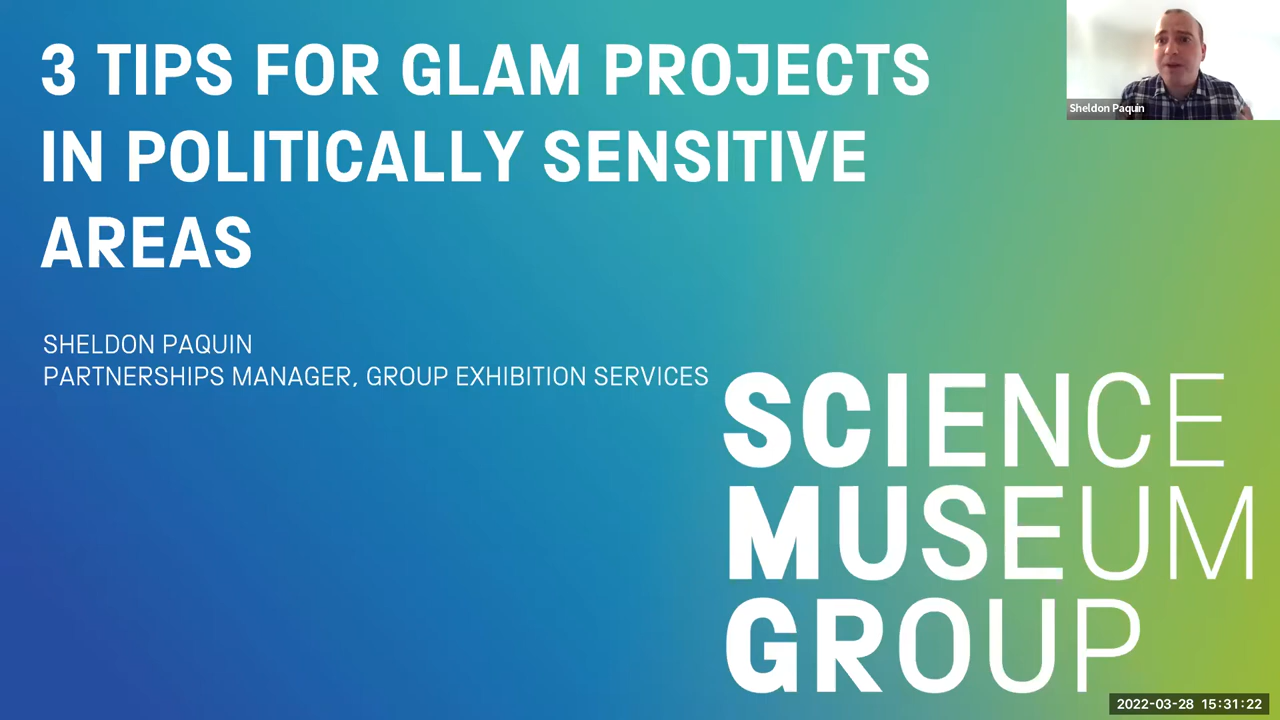 3 TIPS FOR GLAM PROJECTS
IN POLITICALLY SENSITIVE
AREAS
Sheldon Paquin
SHELDON PAQUIN
PARTNERSHIPS MANAGER, GROUP EXHIBITION SERVICES
SCIENCE
MUSEUM
GROUP
2022-03-28 15:31:22